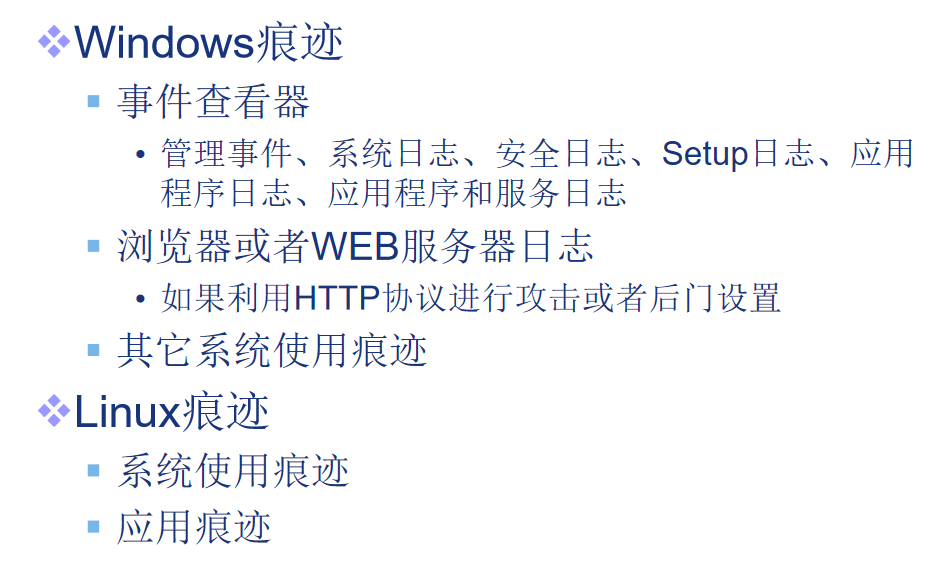 Windows痕迹
事件查看器
管理事件、系统日志、安全日志、Setup日志、应用
程序日志、应用程序和服务日志
浏览器或者WEB服务器日志
如果利用HTTP协议进行攻击或者后门设置
其它系统使用痕迹
Linux痕迹
系统使用痕迹
应用痕迹